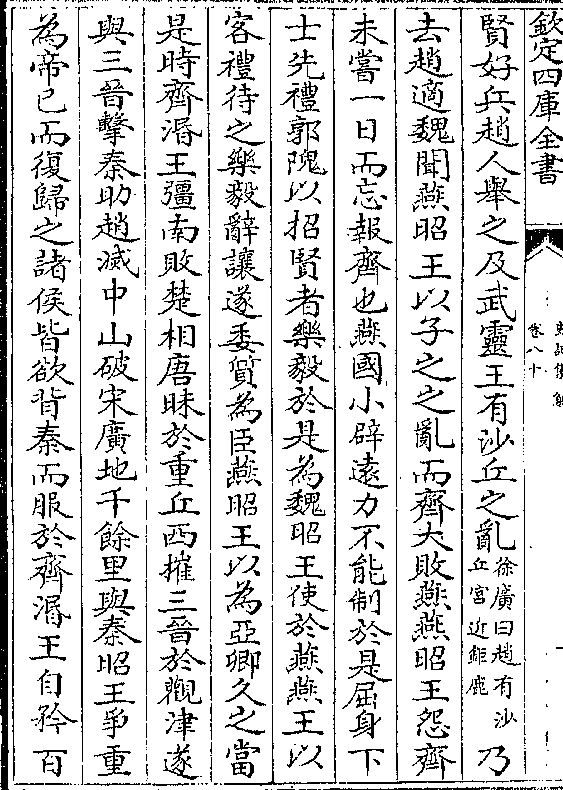 欽定四庫全書
卷八十
賢好兵趙人舉之及武靈王有沙丘之亂徐廣曰趙有沙丘宮近鉅鹿乃
去趙適魏聞燕昭王以子之之亂而齊大敗燕燕昭王怨齊
未嘗一日而忘報齊也燕國小辟遠力不能制於是屈身下
士先禮郭隗以招賢者樂毅於是為魏昭王使於燕燕王以
客禮待之樂毅辭讓遂委質為臣燕昭王以為亞卿久之當
是時齊湣王彊南敗楚相唐昧於重丘西摧三晉於觀津遂
與三晉擊秦助趙滅中山破宋廣地千餘里與秦昭王爭重
為帝已而復歸之諸侯皆欲背秦而服於齊湣王自矜百